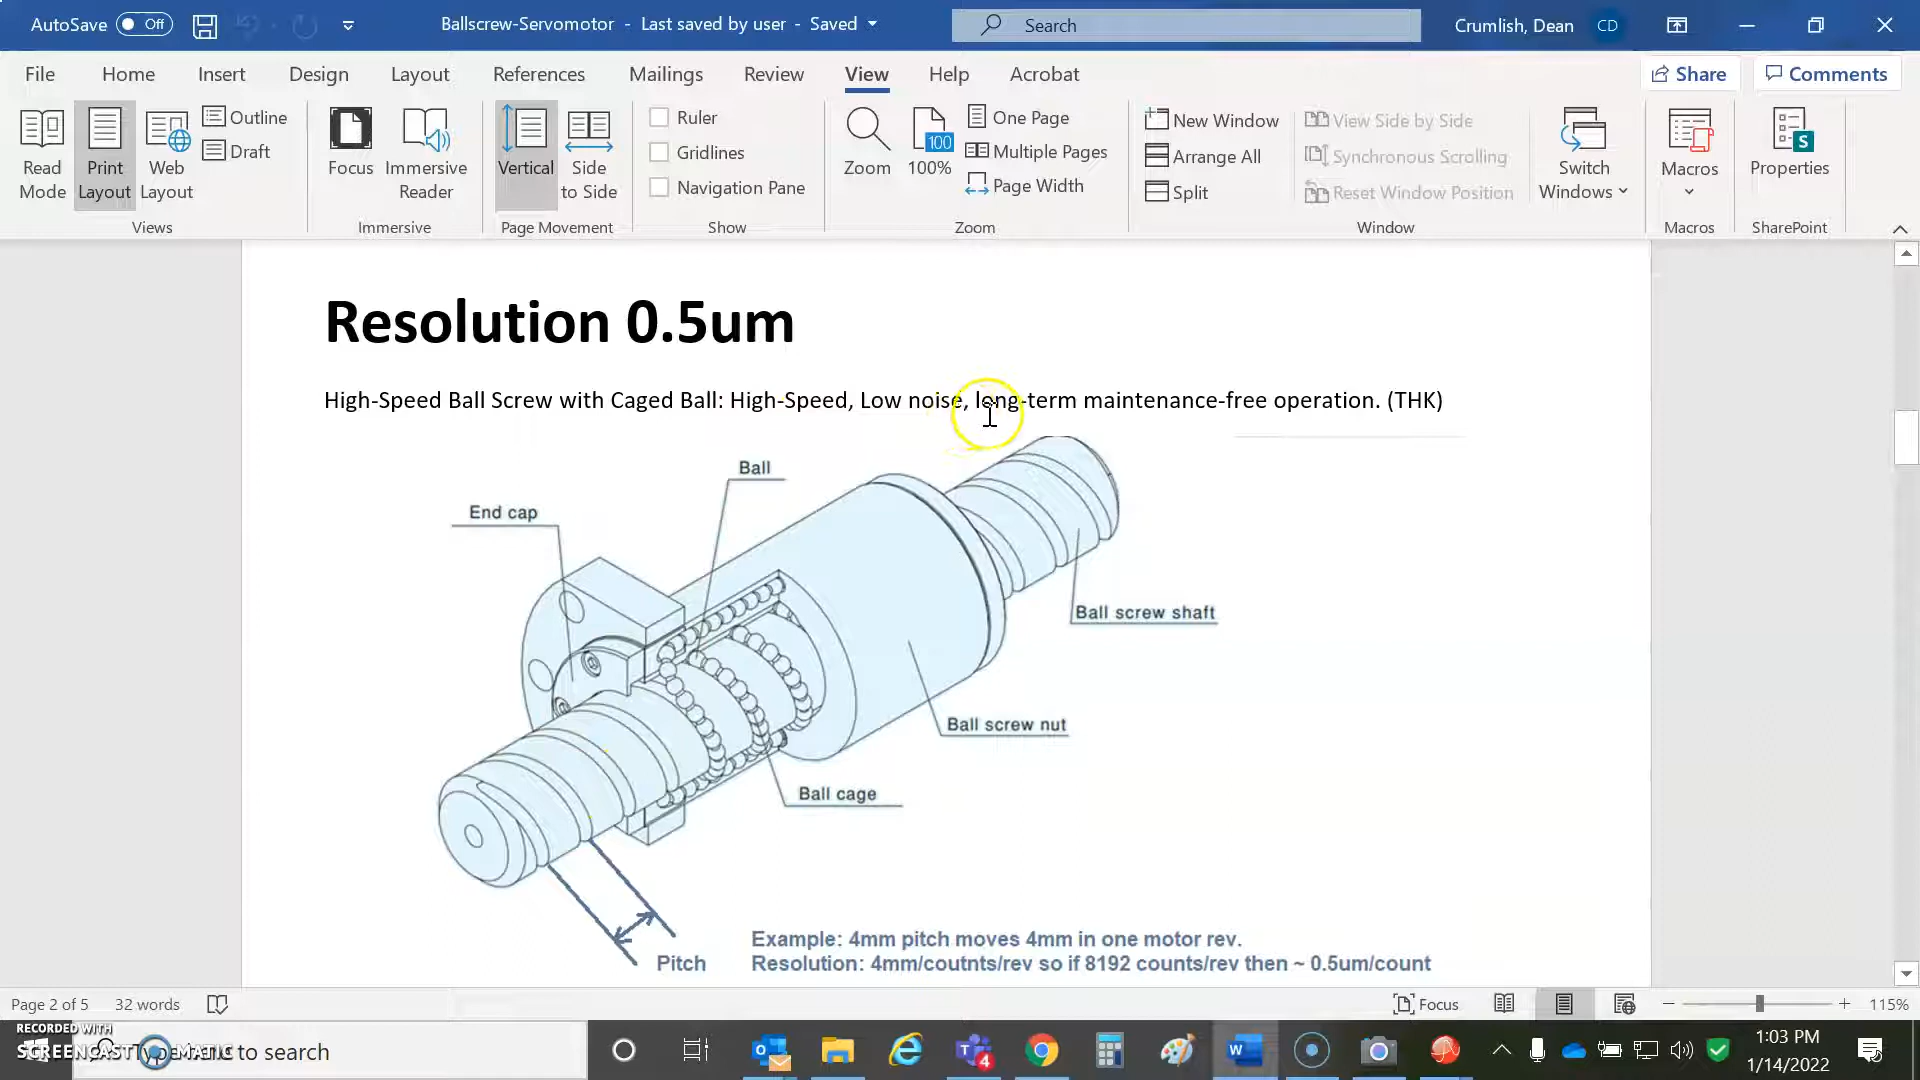 AutoSave Off Ballscrew-Servomotor - Last saved by user - Saved Search Crumlish, Dean CD
File Home Insert Design Layout References Mailings Review View Help Acrobat Share Comments
Read Mode
Print Layout
Web Layout
Outline
Draft
Views
Focus
Immersive Reader
Immersive
Vertical
Side to Side
Page Movement
Ruler
Gridlines
Navigation Pane
Show
Zoom
100
100%
One Page
Multiple Pages
Page Width
Zoom
New Window
Arrange All
Split
View Side by Side
Synchronous Scrolling
Reset Window Position
Switch Windows
Window
Macros
Macros
S
Properties
SharePoint
Resolution 0.5um
High-Speed Ball Screw with Caged Ball: High-Speed, Low noise, long-term maintenance-free operation. (THK)
Ball
End cap
Ball screw shaft
Ball screw nut
Ball cage
Example: 4mm pitch moves 4mm in one motor rev.
Pitch Resolution: 4mm/coutnts/rev so if 8192 counts/rev then ~ 0.5um/count
Page 2 of 5 32 words Focus 115%
RECORDED WITH
SCREENCAST MATIC
Type here to search
4
1:03 PM
1/14/2022